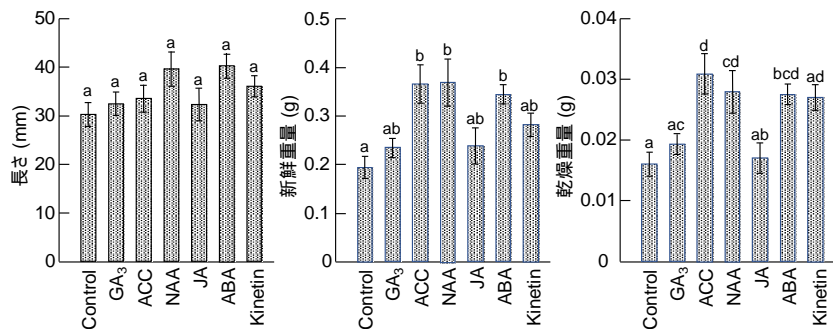 長さ (mm)
50
40
30
20
10
0
a
a
a
a
a
a
a
Control
GA₃
ACC
NAA
JA
ABA
Kinetin
新鮮重量 (g)
0.5
0.4
0.3
0.2
0.1
0
a
ab
b
b
ab
b
ab
Control
GA₃
ACC
NAA
JA
ABA
Kinetin
乾燥重量 (g)
0.04
0.03
0.02
0.01
0
a
ac
d
cd
ab
bcd
ad
Control
GA₃
ACC
NAA
JA
ABA
Kinetin